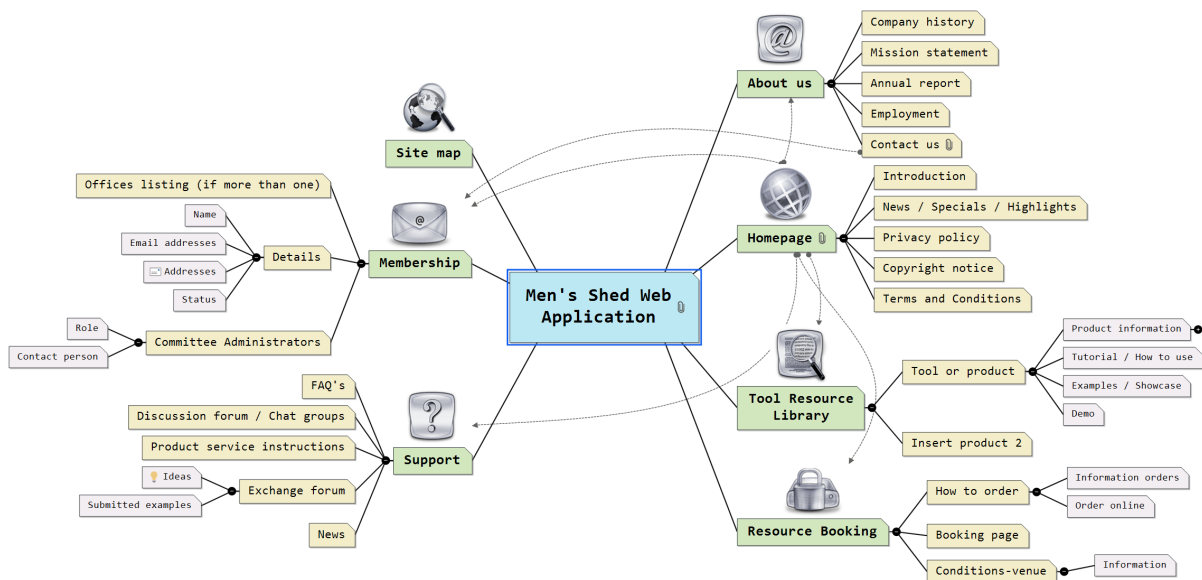 Men's Shed Web
Application
About us
Company history
Mission statement
Annual report
Employment
Contact us
Homepage
Introduction
News / Specials / Highlights
Privacy policy
Copyright notice
Terms and Conditions
Tool Resource
Library
Tool or product
Product information
Tutorial / How to use
Examples / Showcase
Demo
Insert product 2
Resource Booking
How to order
Information orders
Order online
Booking page
Conditions-venue
Information
Site map
Membership
Offices listing (if more than one)
Details
Name
Email addresses
Addresses
Status
Committee Administrators
Role
Contact person
Support
FAQ's
Discussion forum / Chat groups
Product service instructions
Exchange forum
Ideas
Submitted examples
News